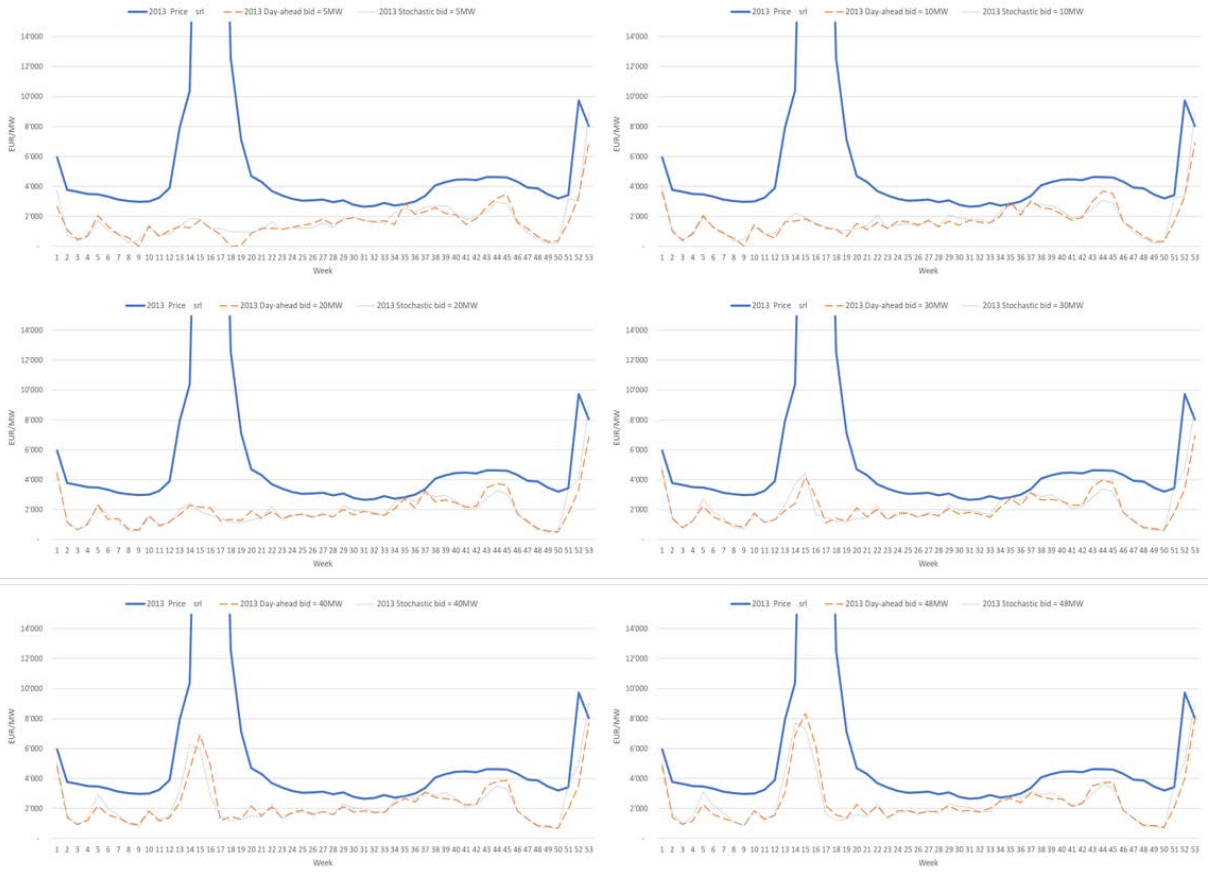 2013 Price srl 2013 Day-ahead bid = 5MW 2013 Stochastic bid = 5MW
14'000
12'000
10'000
8'000
6'000
4'000
2'000
-
EUR/MW
1 2 3 4 5 6 7 8 9 10 11 12 13 14 15 16 17 18 19 20 21 22 23 24 25 26 27 28 29 30 31 32 33 34 35 36 37 38 39 40 41 42 43 44 45 46 47 48 49 50 51 52 53
Week
2013 Price srl 2013 Day-ahead bid = 10MW 2013 Stochastic bid = 10MW
14'000
12'000
10'000
8'000
6'000
4'000
2'000
-
EUR/MW
1 2 3 4 5 6 7 8 9 10 11 12 13 14 15 16 17 18 19 20 21 22 23 24 25 26 27 28 29 30 31 32 33 34 35 36 37 38 39 40 41 42 43 44 45 46 47 48 49 50 51 52 53
Week
2013 Price srl 2013 Day-ahead bid = 20MW 2013 Stochastic bid = 20MW
14'000
12'000
10'000
8'000
6'000
4'000
2'000
-
EUR/MW
1 2 3 4 5 6 7 8 9 10 11 12 13 14 15 16 17 18 19 20 21 22 23 24 25 26 27 28 29 30 31 32 33 34 35 36 37 38 39 40 41 42 43 44 45 46 47 48 49 50 51 52 53
Week
2013 Price srl 2013 Day-ahead bid = 30MW 2013 Stochastic bid = 30MW
14'000
12'000
10'000
8'000
6'000
4'000
2'000
-
EUR/MW
1 2 3 4 5 6 7 8 9 10 11 12 13 14 15 16 17 18 19 20 21 22 23 24 25 26 27 28 29 30 31 32 33 34 35 36 37 38 39 40 41 42 43 44 45 46 47 48 49 50 51 52 53
Week
2013 Price srl 2013 Day-ahead bid = 40MW 2013 Stochastic bid = 40MW
14'000
12'000
10'000
8'000
6'000
4'000
2'000
-
EUR/MW
1 2 3 4 5 6 7 8 9 10 11 12 13 14 15 16 17 18 19 20 21 22 23 24 25 26 27 28 29 30 31 32 33 34 35 36 37 38 39 40 41 42 43 44 45 46 47 48 49 50 51 52 53
Week
2013 Price srl 2013 Day-ahead bid = 48MW 2013 Stochastic bid = 48MW
14'000
12'000
10'000
8'000
6'000
4'000
2'000
-
EUR/MW
1 2 3 4 5 6 7 8 9 10 11 12 13 14 15 16 17 18 19 20 21 22 23 24 25 26 27 28 29 30 31 32 33 34 35 36 37 38 39 40 41 42 43 44 45 46 47 48 49 50 51 52 53
Week